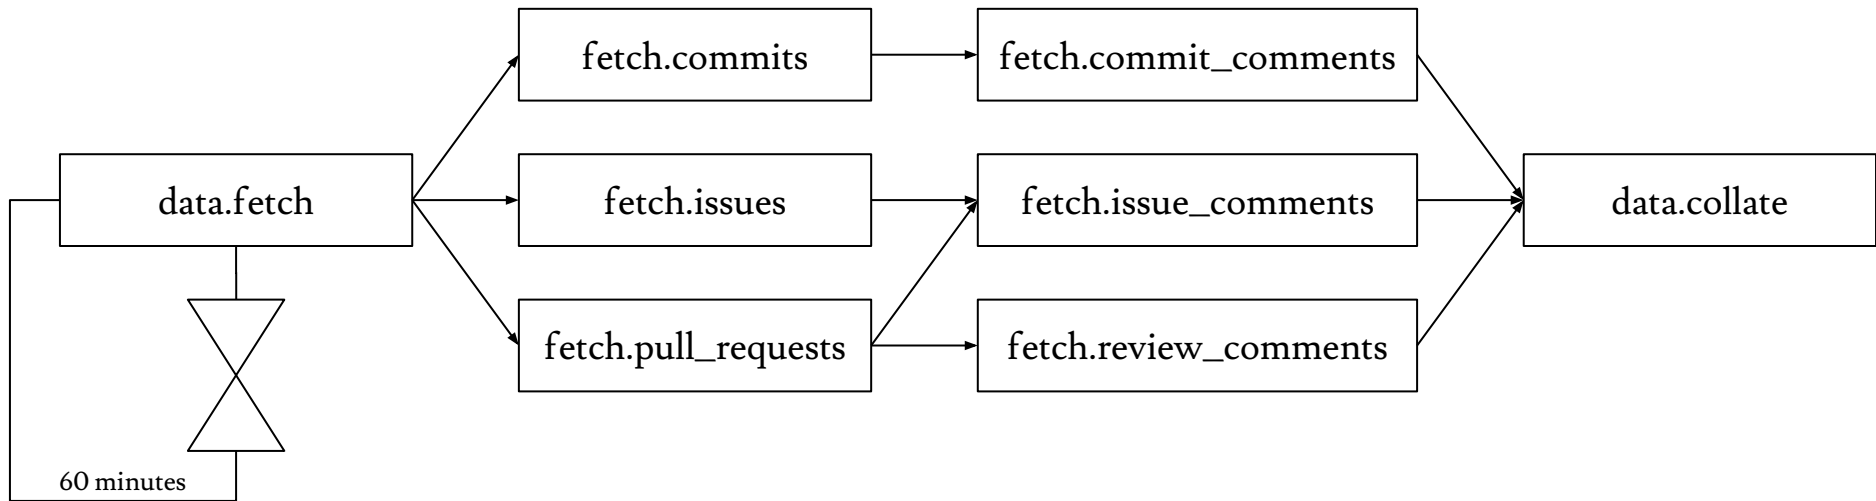 fetch.commits
fetch.commit_comments
data.fetch
fetch.issues
fetch.issue_comments
data.collate
fetch.pull_requests
fetch.review_comments
60 minutes